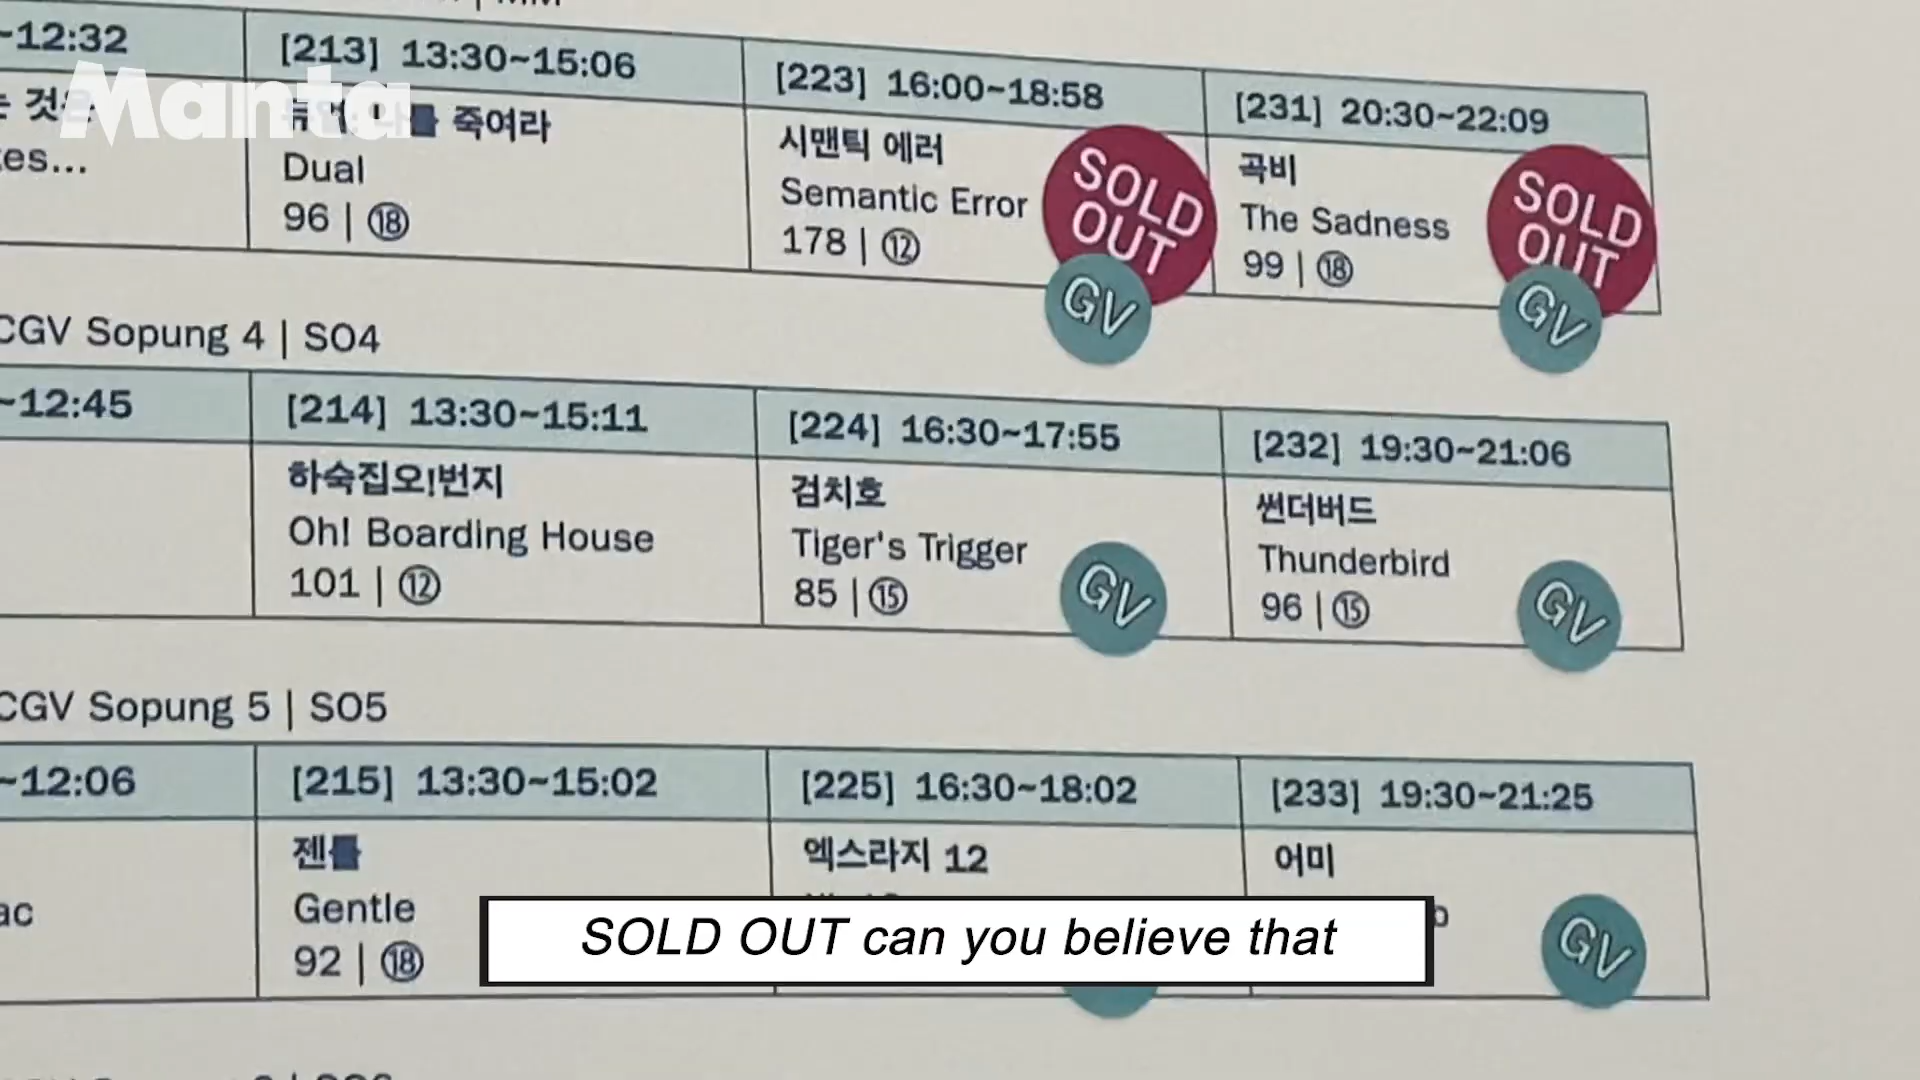 Manta
~12:32
[213] 13:30~15:06
[223] 16:00~18:58
[231] 20:30~22:09
는 것은
죽여라
Dual
96 | ⑱
시맨틱 에러
Semantic Error
178 | ⑫
SOLD
OUT
GV
곡비
The Sadness
99 | ⑱
SOLD
OUT
GV
CGV Sopung 4 | SO4
~12:45
[214] 13:30~15:11
[224] 16:30~17:55
[232] 19:30~21:06
하숙집오!번지
Oh! Boarding House
101 | ⑫
검치호
Tiger's Trigger
85 | ⑮
GV
썬더버드
Thunderbird
96 | ⑮
GV
CGV Sopung 5 | SO5
~12:06
[215] 13:30~15:02
[225] 16:30~18:02
[233] 19:30~21:25
젠틀
Gentle
92 | ⑱
엑스라지 12
어미
GV
SOLD OUT can you believe that